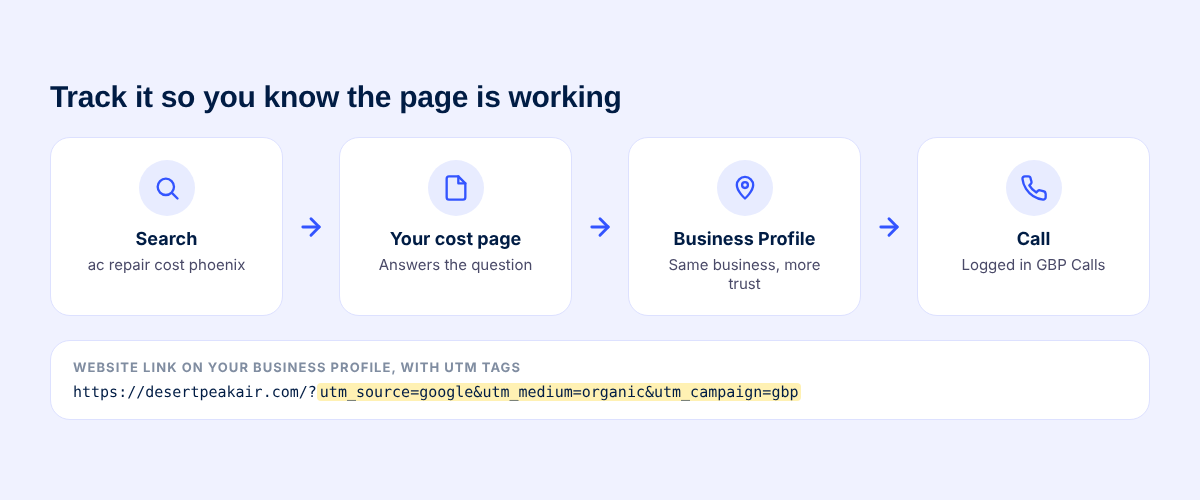 Track it so you know the page is working
Search
ac repair cost phoenix
Your cost page
Answers the question
Business Profile
Same business, more
trust
Call
Logged in GBP Calls
WEBSITE LINK ON YOUR BUSINESS PROFILE, WITH UTM TAGS
https://desertpeakair.com/?utm_source=google&utm_medium=organic&utm_campaign=gbp